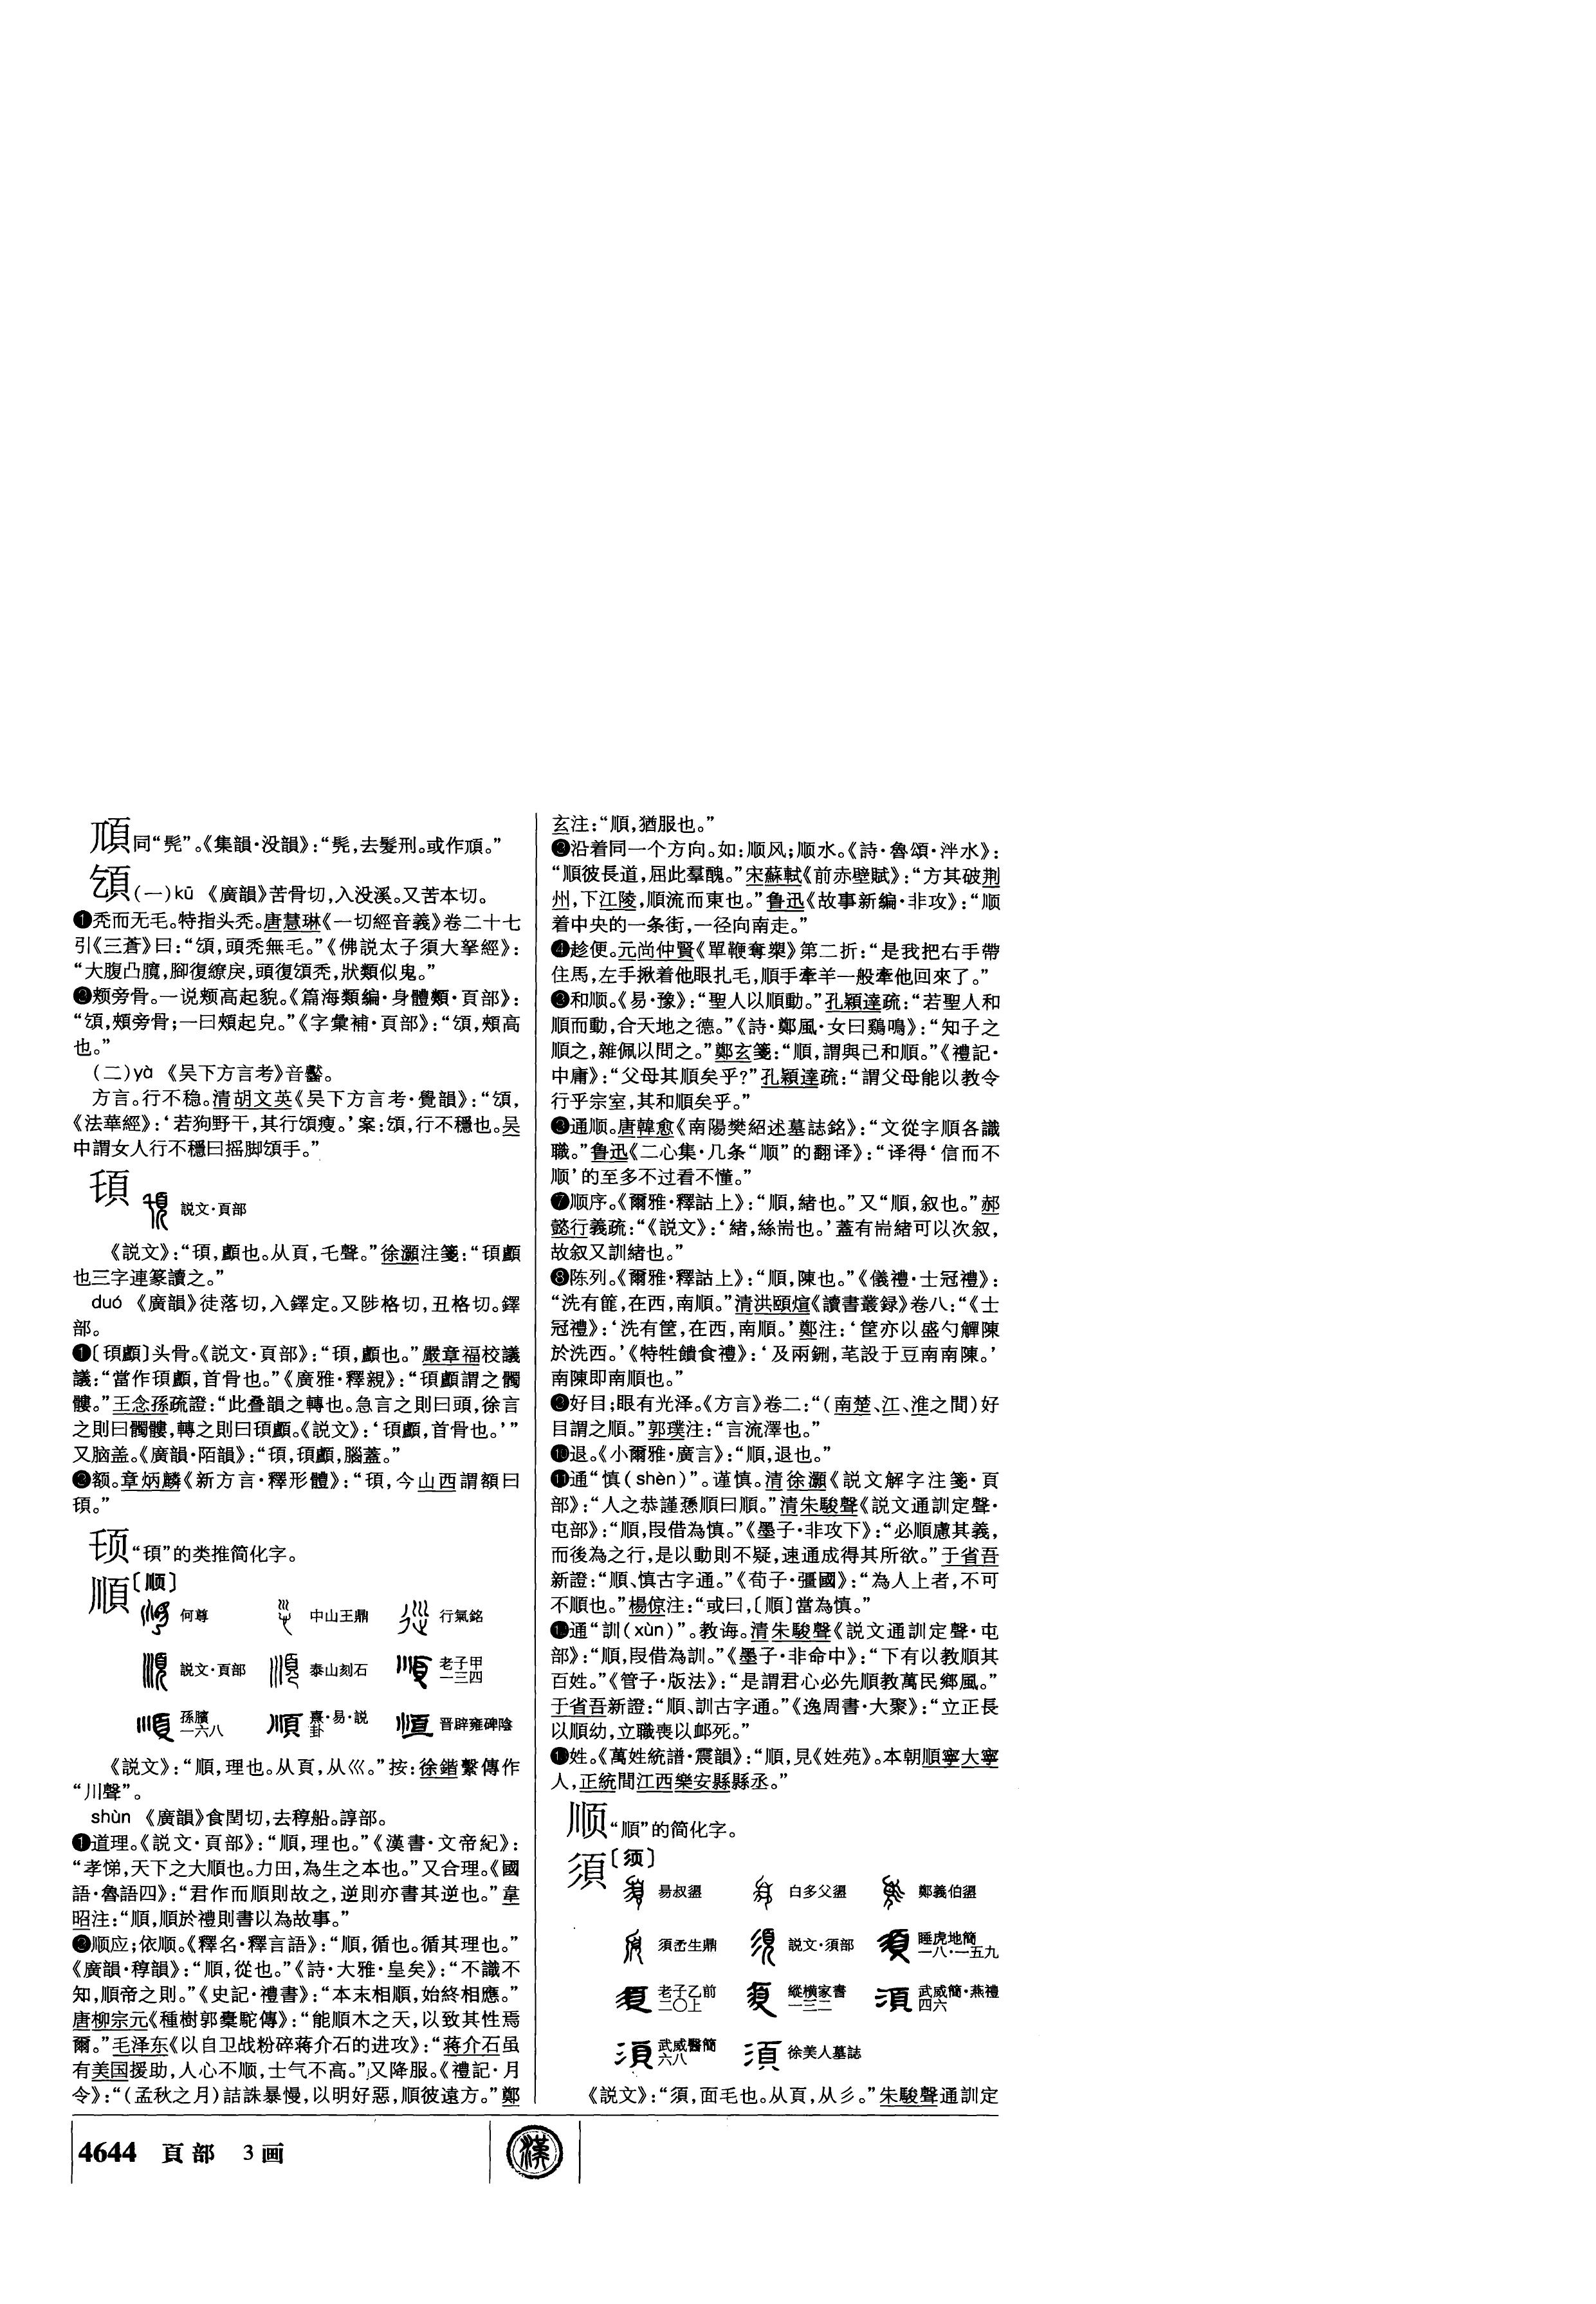 頑同“髡”。《集韻·没韻》：“髡，去髮刑。或作頑。”
䫀(一)kū 《廣韻》苦骨切，入没溪。又苦本切。
❶秃而无毛。特指头秃。唐慧琳《一切經音義》卷二十七
引《三蒼》曰：“䫀，頭秃無毛。”《佛説太子須大拏經》：
“大腹凸臗，腳復繚戾，頭復䫀秃，狀類似鬼。”
❷颊旁骨。一说颊高起貌。《篇海類編·身體類·頁部》：
“䫀，頰旁骨；一曰頰起皃。”《字彙補·頁部》：“䫀，頰高
也。”
(二)yà 《吴下方言考》音齾。
方言。行不稳。清胡文英《吴下方言考·覺韻》：“䫀，
《法華經》：‘若狗野干，其行䫀瘦。’案：䫀，行不穩也。吴
中謂女人行不穩曰摇脚䫀手。”
頊 説文·頁部
《説文》：“，顱也。从頁，乇聲。”徐灝注箋：“顱
也三字連篆讀之。”
duó 《廣韻》徒落切，入鐸定。又陟格切，丑格切。鐸
部。
❶〔顱〕头骨。《説文·頁部》：“，顱也。”嚴章福校議
議：“當作顱，首骨也。”《廣雅·釋親》：“顱謂之髑
髏。”王念孫疏證：“此叠韻之轉也。急言之則曰頭，徐言
之則曰髑髏，轉之則曰顱。《説文》：‘顱，首骨也。’”
又脑盖。《廣韻·陌韻》：“，顱，腦蓋。”
❷额。章炳麟《新方言·釋形體》：“，今山西謂額曰
。”
“”的类推简化字。
順〔顺〕
何尊 中山王鼎 行氣銘
説文·頁部 泰山刻石 老子甲一三四
孫臏一六八 熹·易·説卦 晋辟雍碑陰
《説文》：“順，理也。从頁，从巛。”按：徐鍇繫傳作
“川聲”。
shùn 《廣韻》食閏切，去稕船。諄部。
❶道理。《説文·頁部》：“順，理也。”《漢書·文帝紀》：
“孝悌，天下之大順也。力田，為生之本也。”又合理。《國
語·魯語四》：“君作而順則故之，逆則亦書其逆也。”韋
昭注：“順，順於禮則書以為故事。”
❷顺应；依顺。《釋名·釋言語》：“順，循也。循其理也。”
《廣韻·稕韻》：“順，從也。”《詩·大雅·皇矣》：“不識不
知，順帝之則。”《史記·禮書》：“本末相順，始終相應。”
唐柳宗元《種樹郭橐駝傳》：“能順木之天，以致其性焉
爾。”毛泽东《以自卫战粉碎蒋介石的进攻》：“蒋介石虽
有美国援助，人心不顺，士气不高。”又降服。《禮記·月
令》：“(孟秋之月)詰誅暴慢，以明好惡，順彼遠方。”鄭
玄注：“順，猶服也。”
❸沿着同一个方向。如：顺风；顺水。《詩·魯頌·泮水》：
“順彼長道，屈此羣醜。”宋蘇軾《前赤壁賦》：“方其破荆
州，下江陵，順流而東也。”鲁迅《故事新编·非攻》：“顺
着中央的一条街，一径向南走。”
❹趁便。元尚仲賢《單鞭奪槊》第二折：“是我把右手帶
住馬，左手揪着他眼扎毛，順手牽羊一般牽他回來了。”
和顺。《易·豫》：“聖人以順動。”孔穎達疏：“若聖人和
順而動，合天地之德。”《詩·鄭風·女曰鷄鳴》：“知子之
順之，雜佩以問之。”鄭玄箋：“順，謂與己和順。”《禮記·
中庸》：“父母其順矣乎？”孔穎達疏：“謂父母能以教令
行乎宗室，其和順矣乎。”
通顺。唐韓愈《南陽樊紹述墓誌銘》：“文從字順各識
職。”鲁迅《二心集·几条“顺”的翻译》：“译得‘信而不
顺’的至多不过看不懂。”
❼顺序。《爾雅·釋詁上》：“順，緒也。”又“順，叙也。”郝
懿行義疏：“《説文》：‘緒，絲耑也。’蓋有耑緒可以次叙，
故叙又訓緒也。”
❽陈列。《爾雅·釋詁上》：“順，陳也。”《儀禮·士冠禮》：
“洗有篚，在西，南順。”清洪頤煊《讀書叢録》卷八：“《士
冠禮》：‘洗有篚，在西，南順。’鄭注：‘篚亦以盛勺觶陳
於洗西。’《特牲饋食禮》：‘及兩鉶，芼設于豆南南陳。’
南陳即南順也。”
好目；眼有光泽。《方言》卷二：“(南楚、江、淮之間)好
目謂之順。”郭璞注：“言流澤也。”
❿退。《小爾雅·廣言》：“順，退也。”
⓫通“慎(shèn)”。谨慎。清徐灝《説文解字注箋·頁
部》：“人之恭謹愻順曰順。”清朱駿聲《説文通訓定聲·
屯部》：“順，叚借為慎。”《墨子·非攻下》：“必順慮其義，
而後為之行，是以動則不疑，速通成得其所欲。”于省吾
新證：“順、慎古字通。”《荀子·彊國》：“為人上者，不可
不順也。”楊倞注：“或曰，〔順〕當為慎。”
通“訓(xùn)”。教诲。清朱駿聲《説文通訓定聲·屯
部》：“順，叚借為訓。”《墨子·非命中》：“下有以教順其
百姓。”《管子·版法》：“是謂君心必先順教萬民鄉風。”
于省吾新證：“順、訓古字通。”《逸周書·大聚》：“立正長
以順幼，立職喪以卹死。”
姓。《萬姓統譜·震韻》：“順，見《姓苑》。本朝順寧大寧
人，正統間江西樂安縣縣丞。”
顺“順”的简化字。
須〔须〕
易叔盨 白多父盨 鄭義伯盨
須㚔生鼎 説文·須部 睡虎地簡一八·一五九
老子乙前二〇上 縱横家書一三二 武威簡·燕禮四六
武威醫簡六八 徐美人墓誌
《説文》：“須，面毛也。从頁，从彡。”朱駿聲通訓定
4644 頁部 3画
漢